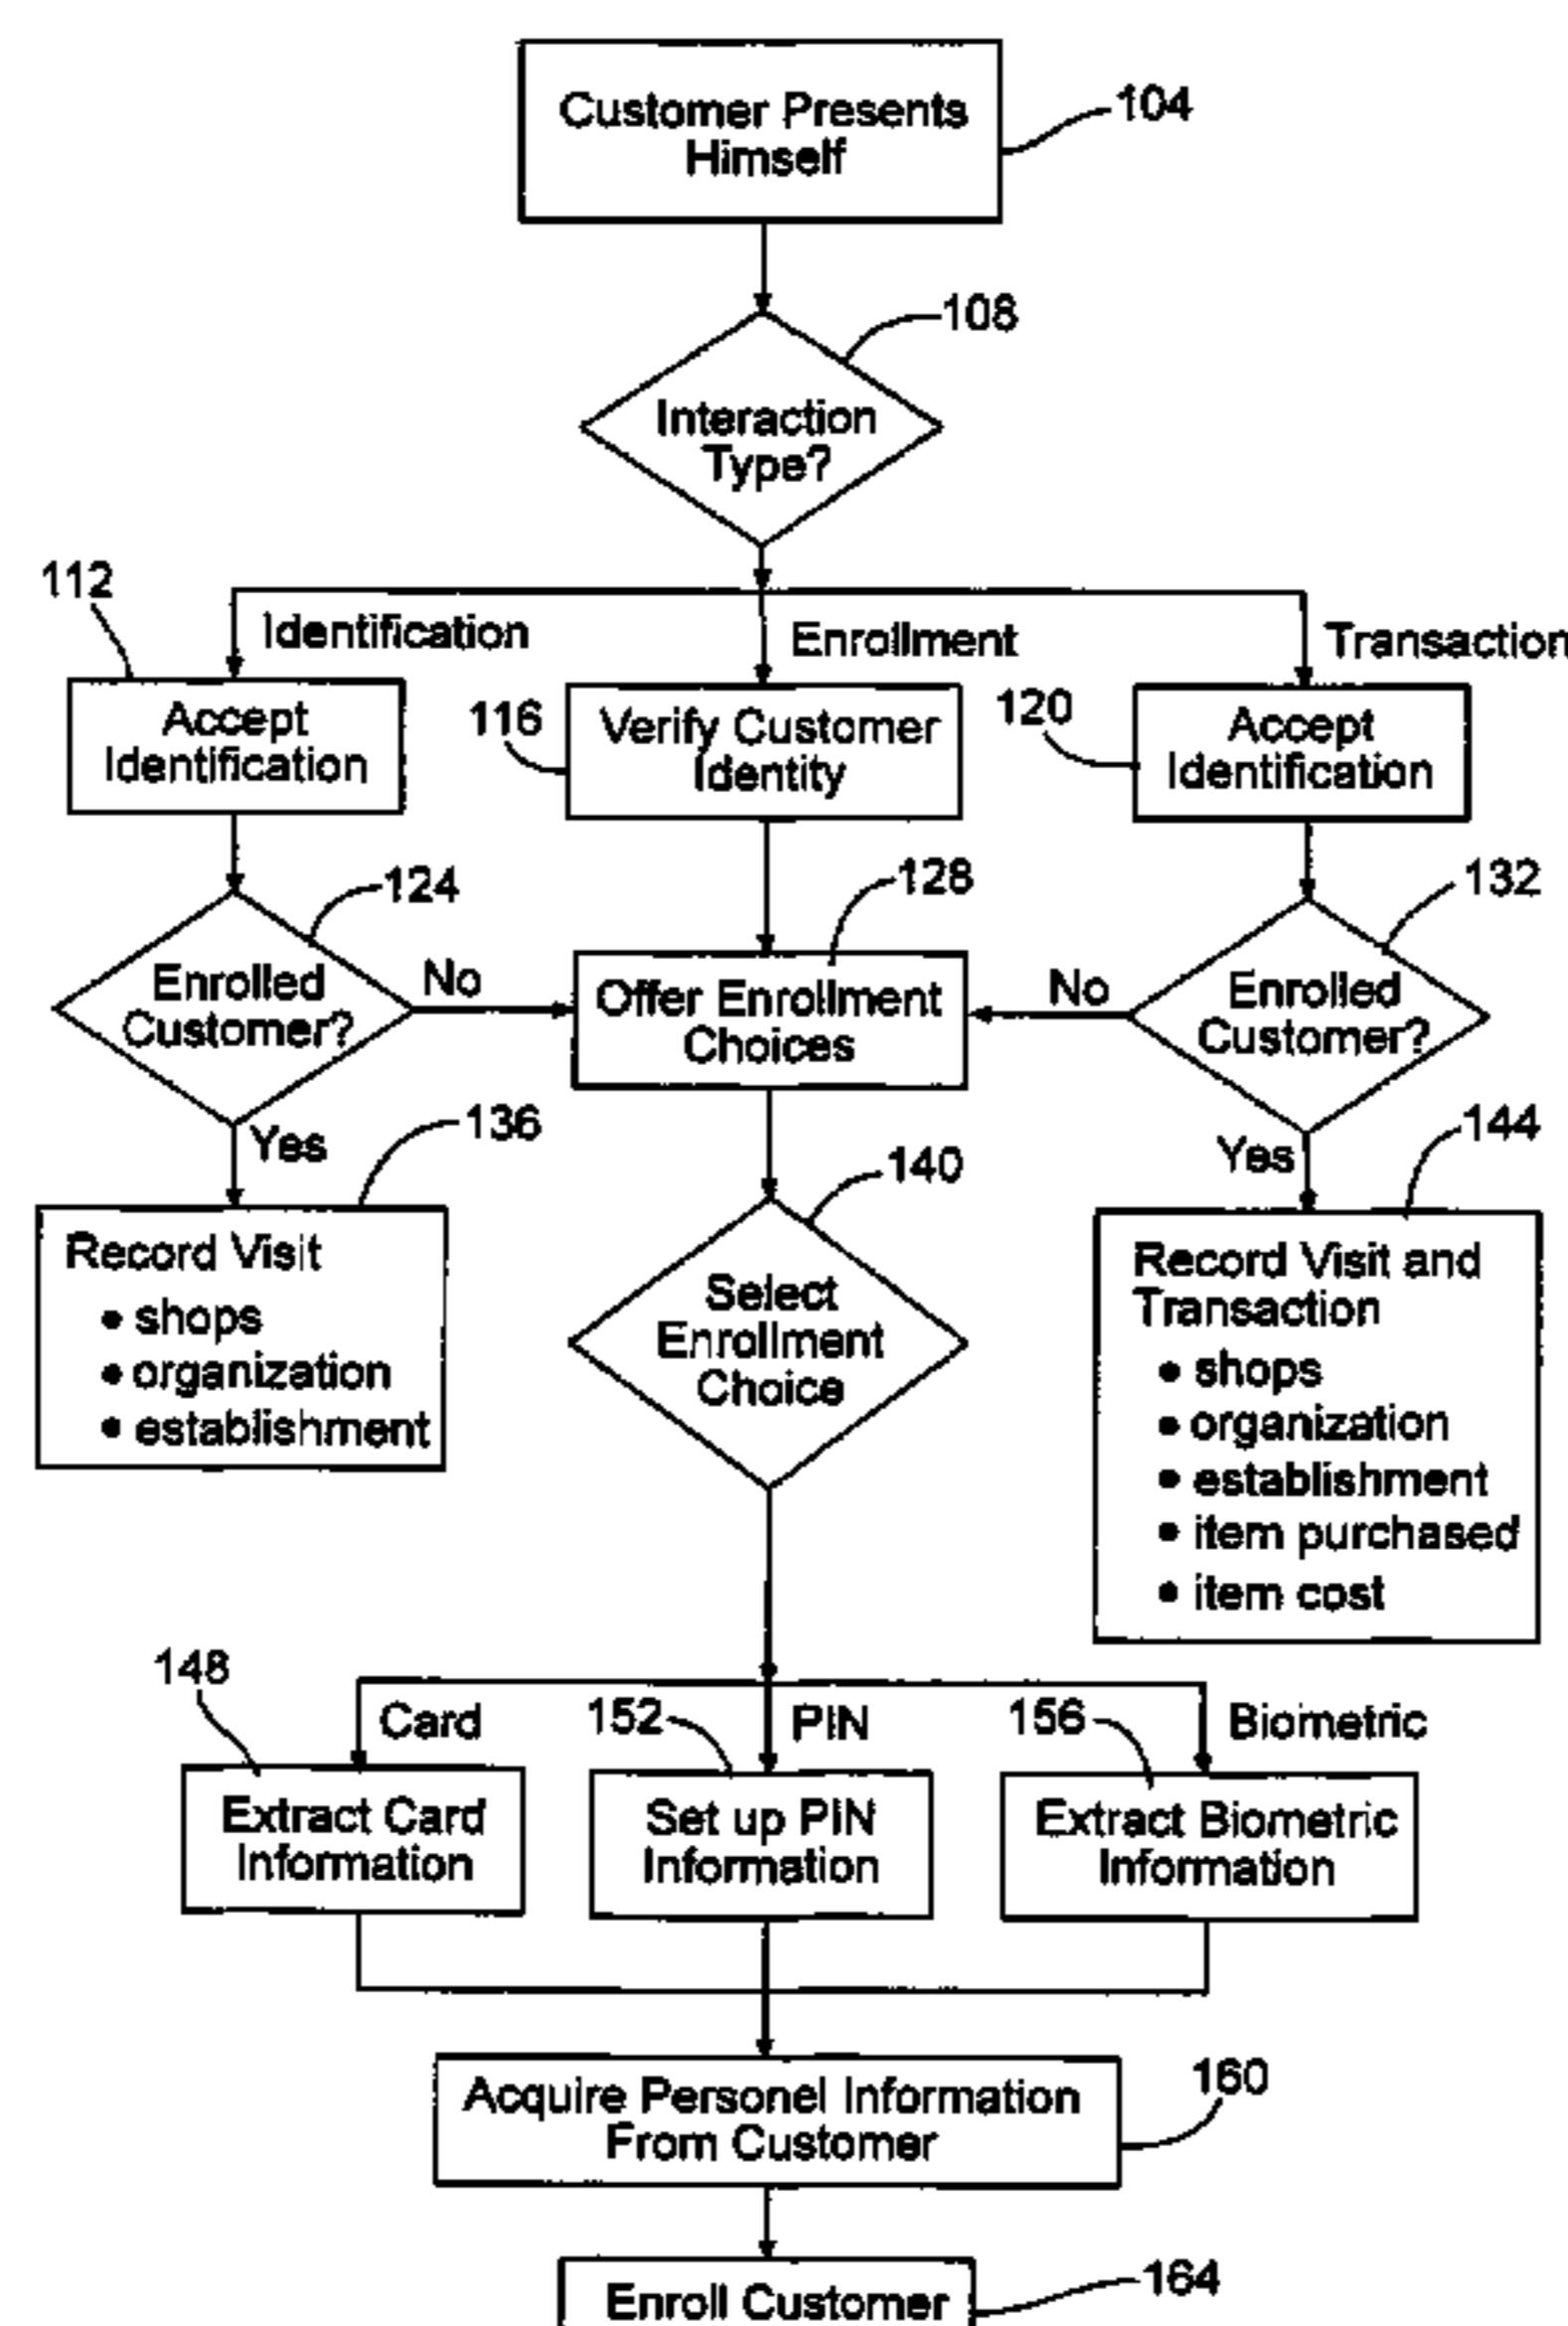 Customer Presents
Himself
104
108
Interaction
Type?
112
Identification
Enrollment
Transaction
Accept
Identification
116
Verify Customer
Identity
120
Accept
Identification
124
Enrolled
Customer?
No
128
Offer Enrollment
Choices
No
132
Enrolled
Customer?
Yes
136
Record Visit
• shops
• organization
• establishment
140
Select
Enrollment
Choice
Yes
144
Record Visit and
Transaction
• shops
• organization
• establishment
• item purchased
• item cost
148
Card
152
PIN
156
Biometric
Extract Card
Information
Set up PIN
Information
Extract Biometric
Information
Acquire Personel Information
From Customer
160
Enroll Customer
164